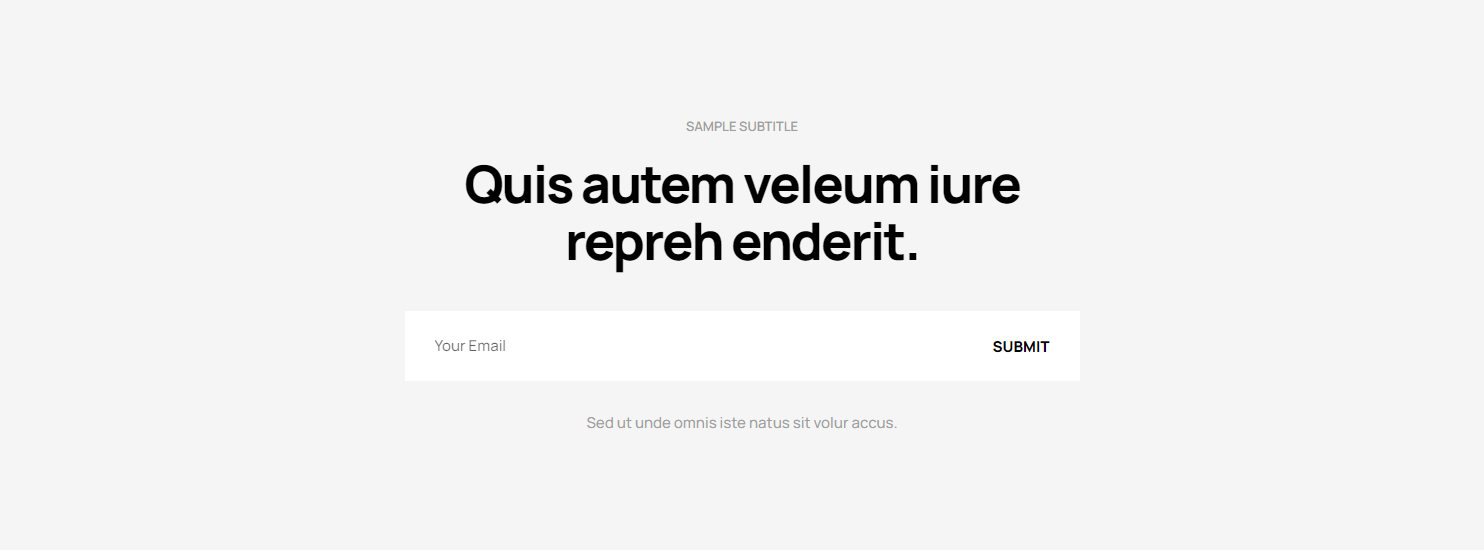 SAMPLE SUBTITLE
Quis autem veleum iure
repreh enderit.
Your Email
SUBMIT
Sed ut unde omnis iste natus sit volur accus.